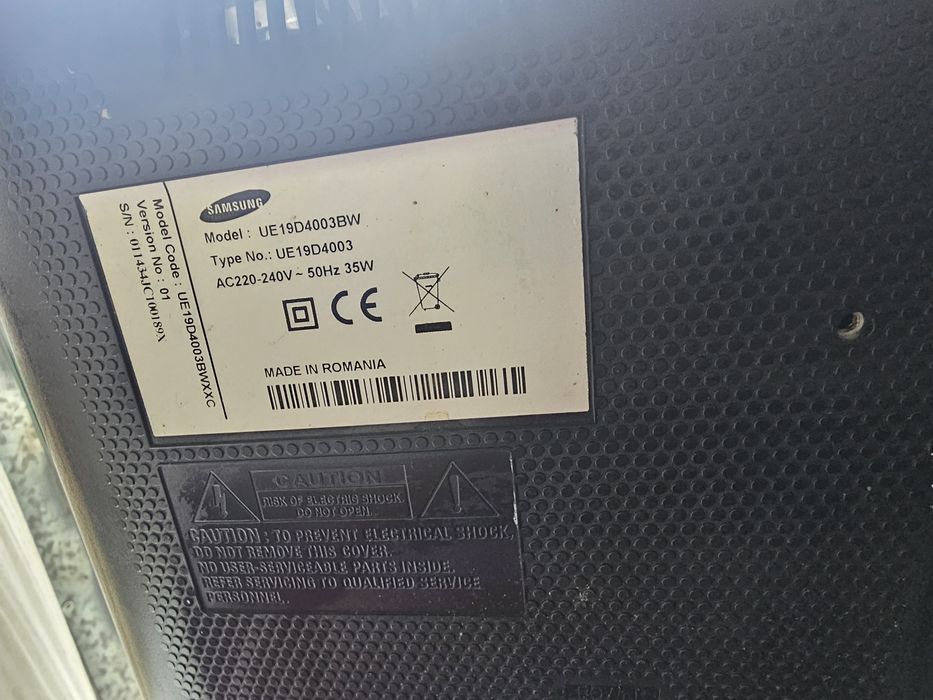 SAMSUNG
Model : UE19D4003BW
Type No.: UE19D4003
AC220-240V ~ 50Hz 35W
CE
MADE IN ROMANIA
Model Code : UE19D4003BWXXC
Version No : 01
S/N : 011434JC100189A
CAUTION
RISK OF ELECTRIC SHOCK.
DO NOT OPEN.
CAUTION : TO PREVENT ELECTRICAL SHOCK,
DO NOT REMOVE THIS COVER.
NO USER-SERVICEABLE PARTS INSIDE.
REFER SERVICING TO QUALIFIED SERVICE
PERSONNEL.